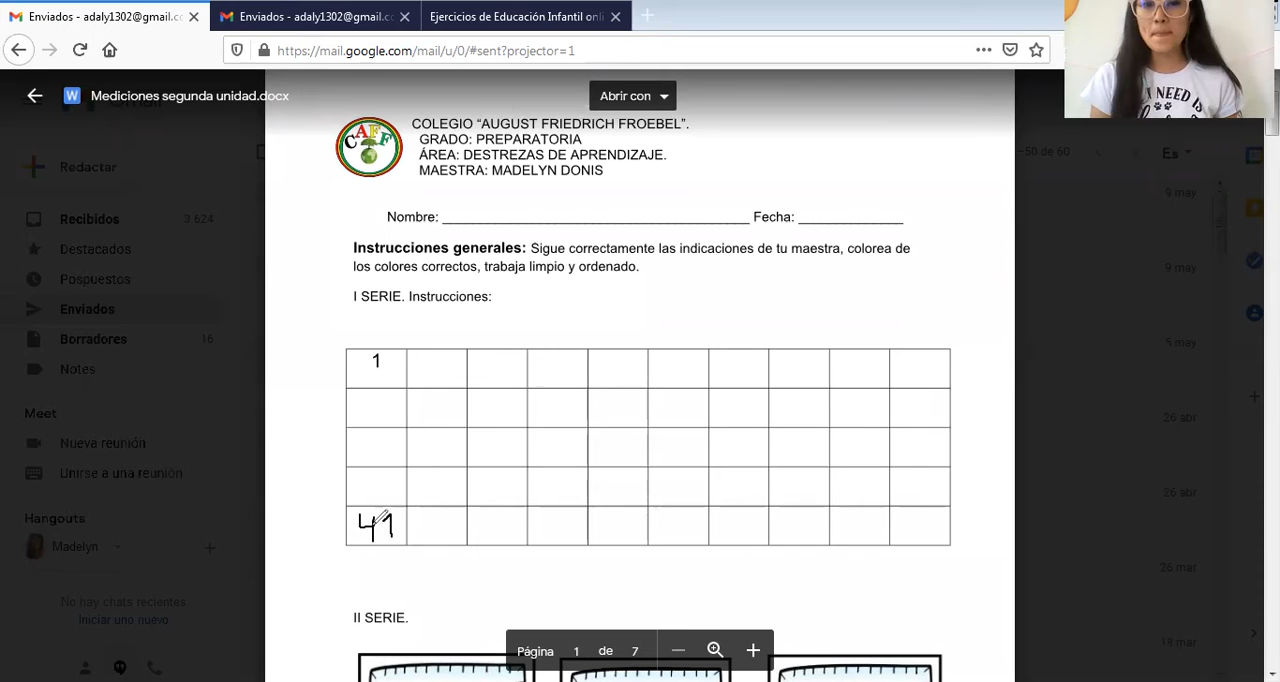 Enviados - adaly1302@gmail.c
Enviados - adaly1302@gmail.c
Ejercicios de Educación Infantil onli
https://mail.google.com/mail/u/0/#sent?projector=1
Mediciones segunda unidad.docx
Abrir con
Redactar
Recibidos 3 624
Destacados
Pospuestos
Enviados
Borradores 16
Notes
Meet
Nueva reunión
Unirse a una reunión
Hangouts
Madelyn
No hay chats recientes
Iniciar uno nuevo
CAFF
COLEGIO “AUGUST FRIEDRICH FROEBEL”.
GRADO: PREPARATORIA
ÁREA: DESTREZAS DE APRENDIZAJE.
MAESTRA: MADELYN DONIS
Nombre: Fecha:
Instrucciones generales: Sigue correctamente las indicaciones de tu maestra, colorea de
los colores correctos, trabaja limpio y ordenado.
I SERIE. Instrucciones:
1
41
II SERIE.
Página 1 de 7
–50 de 60
Es
9 may
9 may
5 may
26 abr
26 abr
26 mar
18 mar
I NEED